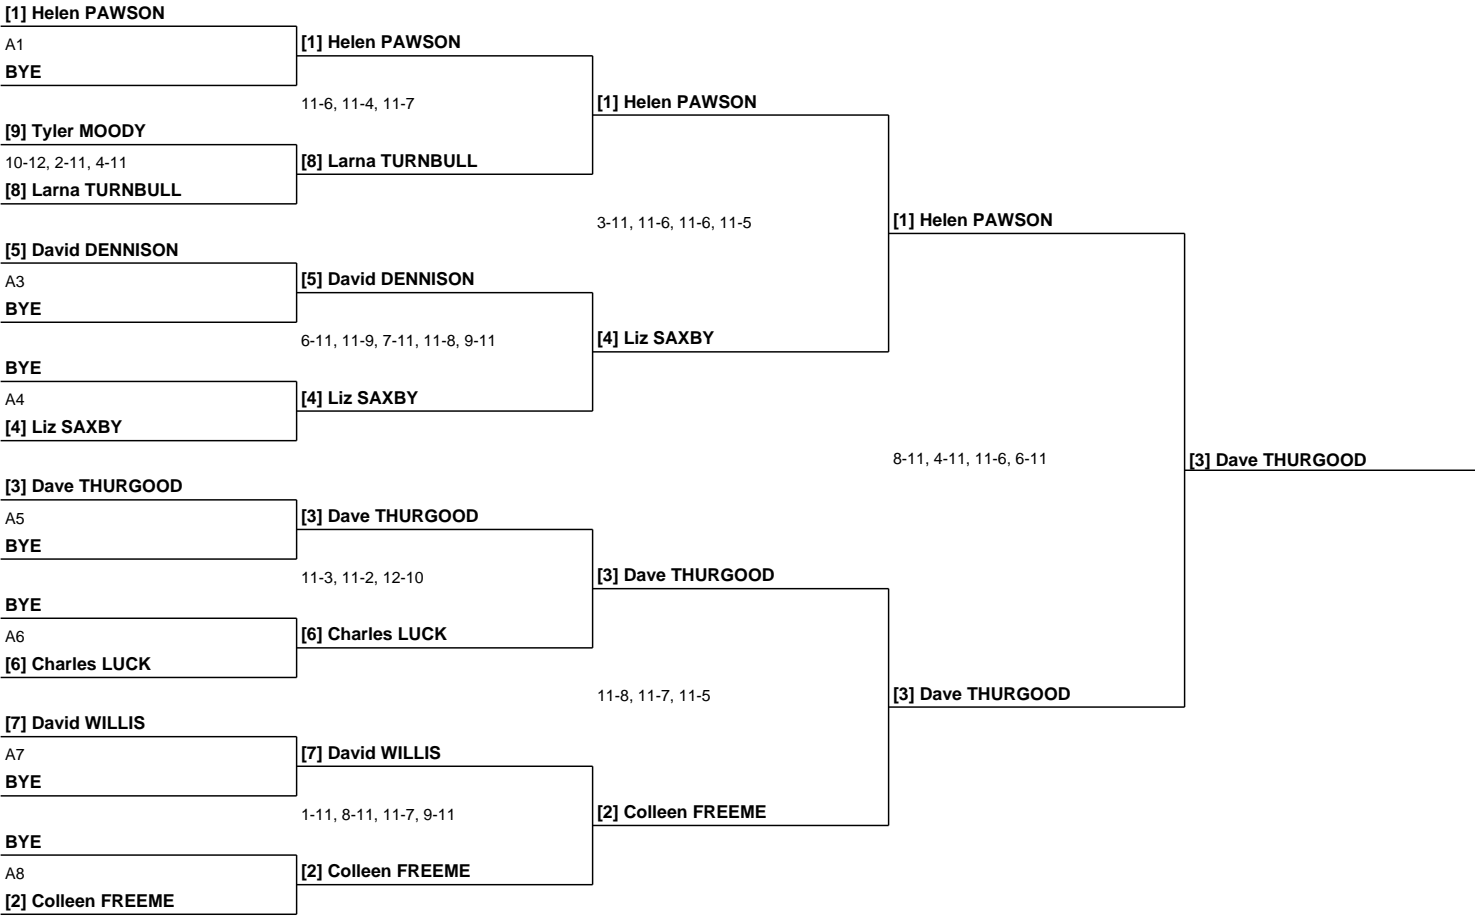 [1] Helen PAWSON
A1
BYE
[9] Tyler MOODY
10-12, 2-11, 4-11
[8] Larna TURNBULL
[5] David DENNISON
A3
BYE
BYE
A4
[4] Liz SAXBY
[3] Dave THURGOOD
A5
BYE
BYE
A6
[6] Charles LUCK
[7] David WILLIS
A7
BYE
BYE
A8
[2] Colleen FREEME
[1] Helen PAWSON
11-6, 11-4, 11-7
[8] Larna TURNBULL
[5] David DENNISON
6-11, 11-9, 7-11, 11-8, 9-11
[4] Liz SAXBY
[3] Dave THURGOOD
11-3, 11-2, 12-10
[6] Charles LUCK
[7] David WILLIS
1-11, 8-11, 11-7, 9-11
[2] Colleen FREEME
[1] Helen PAWSON
3-11, 11-6, 11-6, 11-5
[4] Liz SAXBY
[3] Dave THURGOOD
11-8, 11-7, 11-5
[2] Colleen FREEME
[1] Helen PAWSON
8-11, 4-11, 11-6, 6-11
[3] Dave THURGOOD
[3] Dave THURGOOD